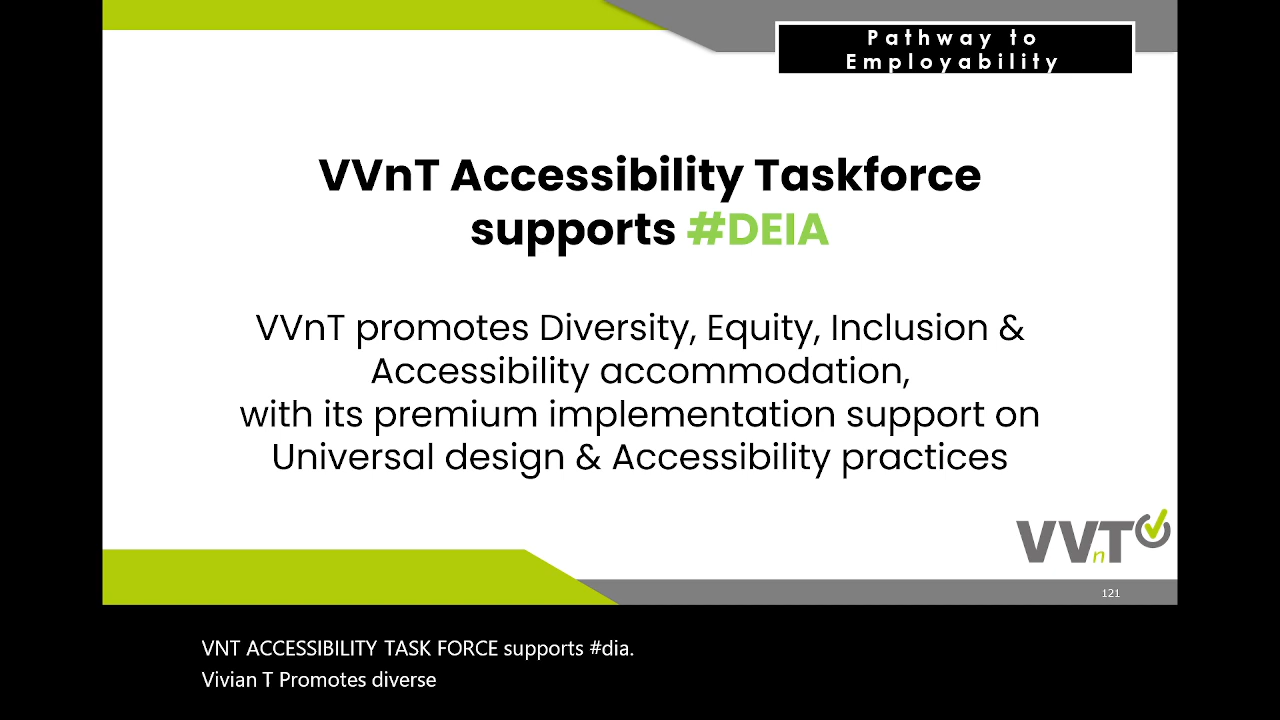 Pathway to
Employability
VVnT Accessibility Taskforce
supports #DEIA
VVnT promotes Diversity, Equity, Inclusion &
Accessibility accommodation,
with its premium implementation support on
Universal design & Accessibility practices
VVnT
121
VNT ACCESSIBILITY TASK FORCE supports #dia.
Vivian T Promotes diverse